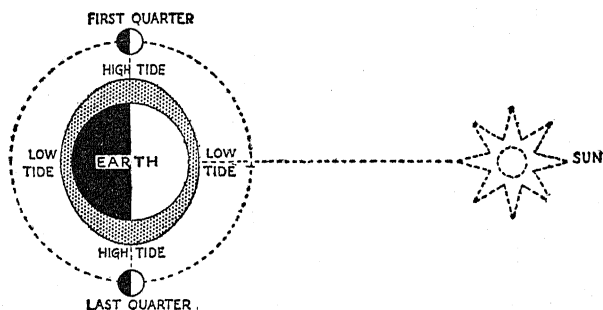 FIRST QUARTER
HIGH TIDE
LOW TIDE
EARTH
LOW TIDE
SUN
HIGH TIDE
LAST QUARTER.